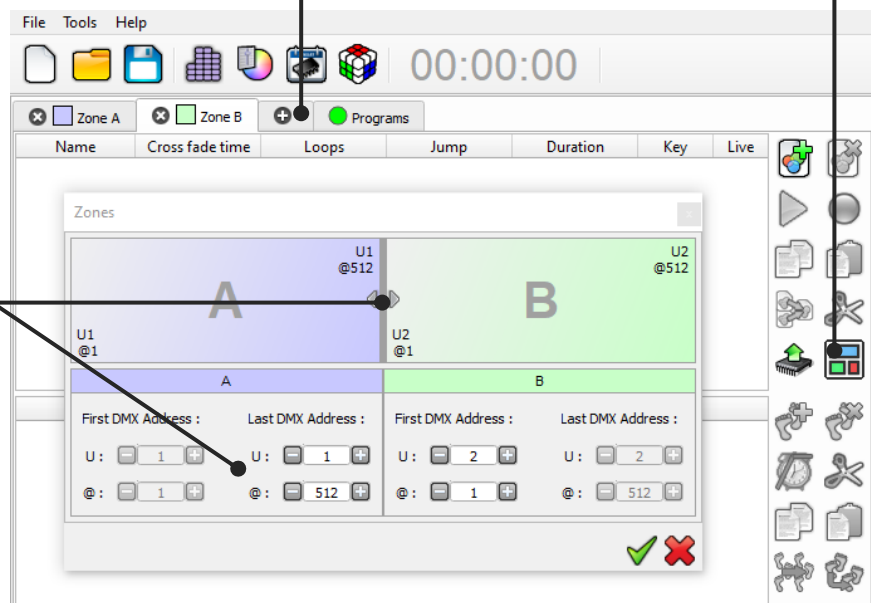 File Tools Help
00:00:00
Zone A Zone B Programs
Name Cross fade time Loops Jump Duration Key Live
Zones
U1 U2
@512 @512
A B
U1 U2
@1 @1
A B
First DMX Address : Last DMX Address : First DMX Address : Last DMX Address :
U : 1 U : 1 U : 2 U : 2
@ : 1 @ : 512 @ : 1 @ : 512